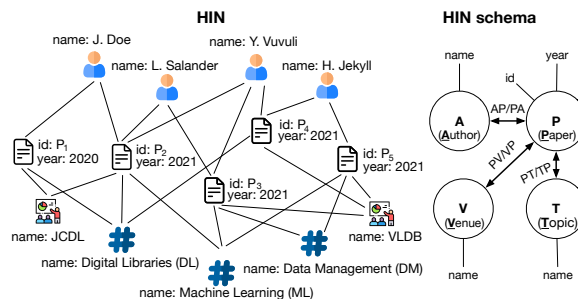 HIN
HIN schema
name: J. Doe
name: Y. Vuvuli
name: L. Salander
name: H. Jekyll
id: P1
year: 2020
id: P2
year: 2021
id: P3
year: 2021
id: P4
year: 2021
id: P5
year: 2021
name: JCDL
name: VLDB
name: Digital Libraries (DL)
name: Data Management (DM)
name: Machine Learning (ML)
name
year
id
A
(Author)
AP/PA
P
(Paper)
PV/VP
PT/TP
V
(Venue)
T
(Topic)
name
name